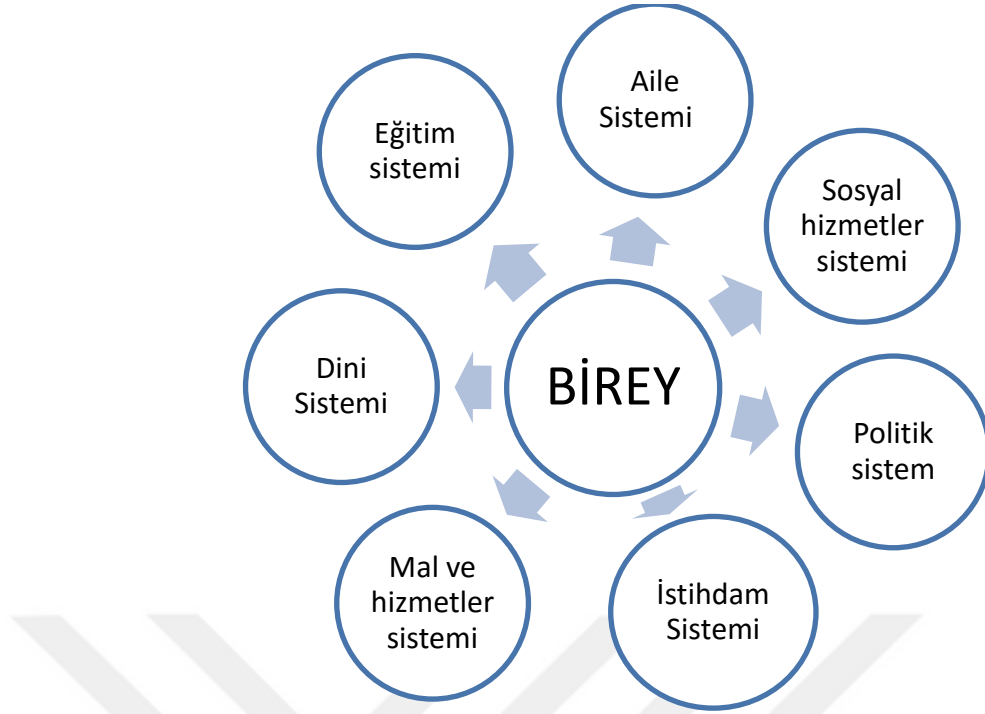 Aile
Sistemi
Eğitim
sistemi
Sosyal
hizmetler
sistemi
Dini
Sistemi
BİREY
Politik
sistem
Mal ve
hizmetler
sistemi
İstihdam
Sistemi